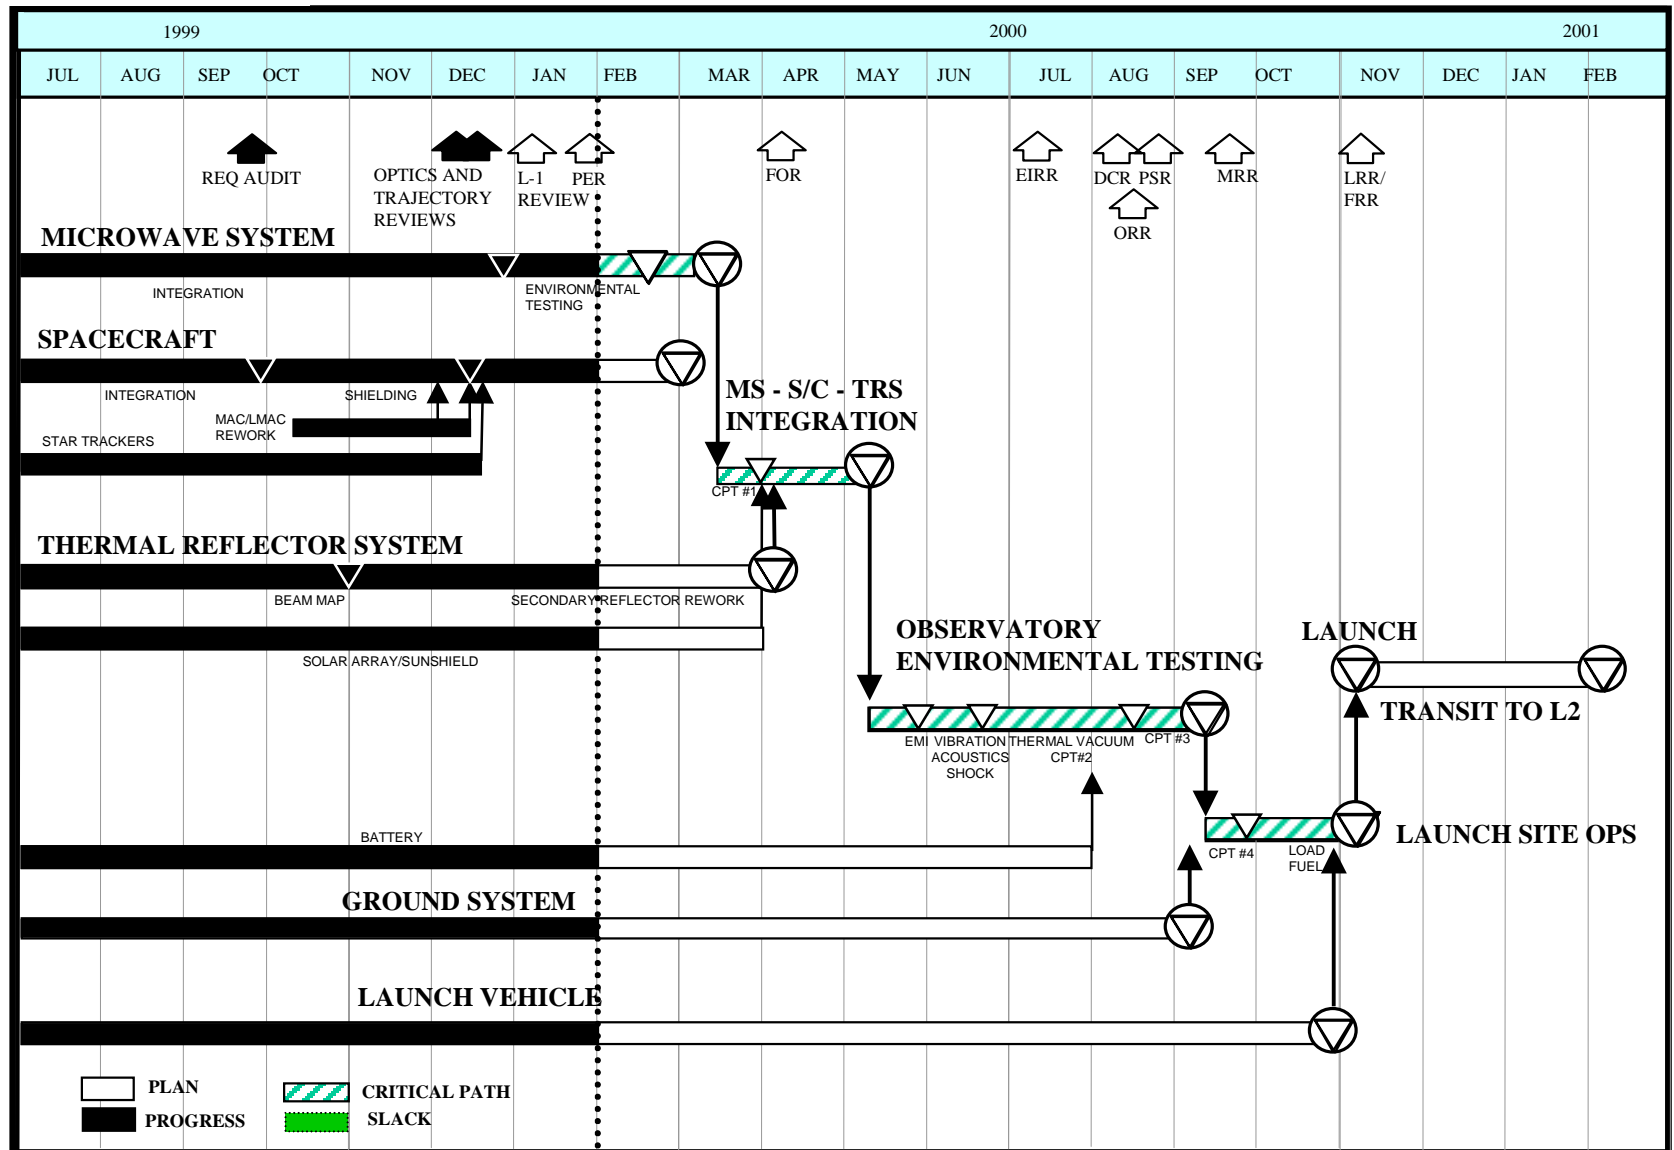 1999 2000 2001
JUL AUG SEP OCT NOV DEC JAN FEB MAR APR MAY JUN JUL AUG SEP OCT NOV DEC JAN FEB
REQ AUDIT
OPTICS AND
TRAJECTORY
REVIEWS
L-1
REVIEW
PER
FOR
EIRR
DCR PSR
ORR
MRR
LRR/
FRR
MICROWAVE SYSTEM
INTEGRATION
ENVIRONMENTAL
TESTING
SPACECRAFT
INTEGRATION
SHIELDING
MAC/LMAC
REWORK
STAR TRACKERS
MS - S/C - TRS
INTEGRATION
CPT #1
THERMAL REFLECTOR SYSTEM
BEAM MAP
SECONDARY REFLECTOR REWORK
SOLAR ARRAY/SUNSHIELD
OBSERVATORY
ENVIRONMENTAL TESTING
EMI
VIBRATION
ACOUSTICS
SHOCK
THERMAL VACUUM
CPT#2
CPT #3
LAUNCH
TRANSIT TO L2
BATTERY
CPT #4
LOAD
FUEL
LAUNCH SITE OPS
GROUND SYSTEM
LAUNCH VEHICLE
PLAN
PROGRESS
CRITICAL PATH
SLACK